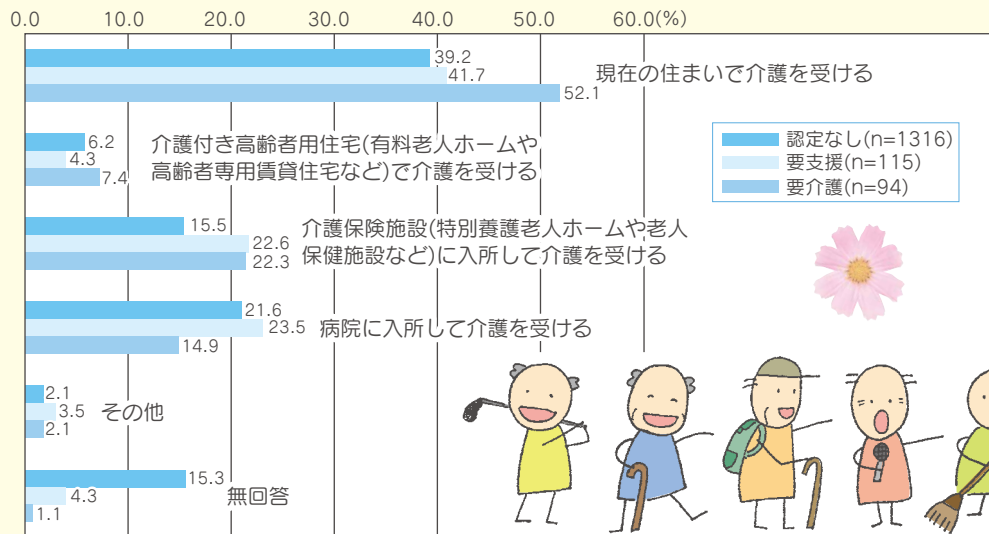 0.0 10.0 20.0 30.0 40.0 50.0 60.0(%)
39.2
41.7
52.1
現在の住まいで介護を受ける
6.2
4.3
7.4
介護付き高齢者用住宅(有料老人ホームや
高齢者専用賃貸住宅など)で介護を受ける
認定なし(n=1316)
要支援(n=115)
要介護(n=94)
15.5
22.6
22.3
介護保険施設(特別養護老人ホームや老人
保健施設など)に入所して介護を受ける
21.6
23.5
14.9
病院に入所して介護を受ける
2.1
3.5
2.1
その他
15.3
4.3
1.1
無回答